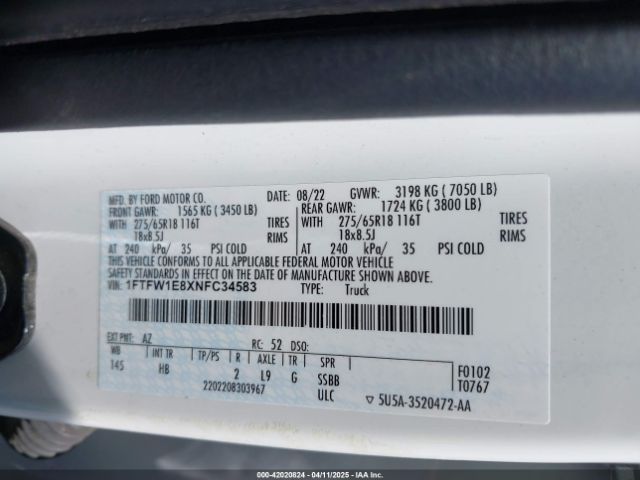 MFD. BY FORD MOTOR CO. DATE: 08/22 GVWR: 3198 KG ( 7050 LB)
FRONT GAWR: 1565 KG ( 3450 LB) REAR GAWR: 1724 KG ( 3800 LB)
WITH 275/65R18 116T TIRES WITH 275/65R18 116T TIRES
18x8.5J RIMS 18x8.5J RIMS
AT 240 kPa/ 35 PSI COLD AT 240 kPa/ 35 PSI COLD
THIS VEHICLE CONFORMS TO ALL APPLICABLE FEDERAL MOTOR VEHICLE
SAFETY STANDARDS IN EFFECT ON THE DATE OF MANUFACTURE SHOWN ABOVE.
VIN: 1FTFW1E8XNFC34583 TYPE: Truck
EXT PNT: AZ RC: 52 DSO:
WB INT TR TP/PS R AXLE TR SPR F0102
145 HB 2 L9 G SSBB T0767
2202208303967 ULC 5U5A-3520472-AA
000-42020824 - 04/11/2025 - IAAI.COM